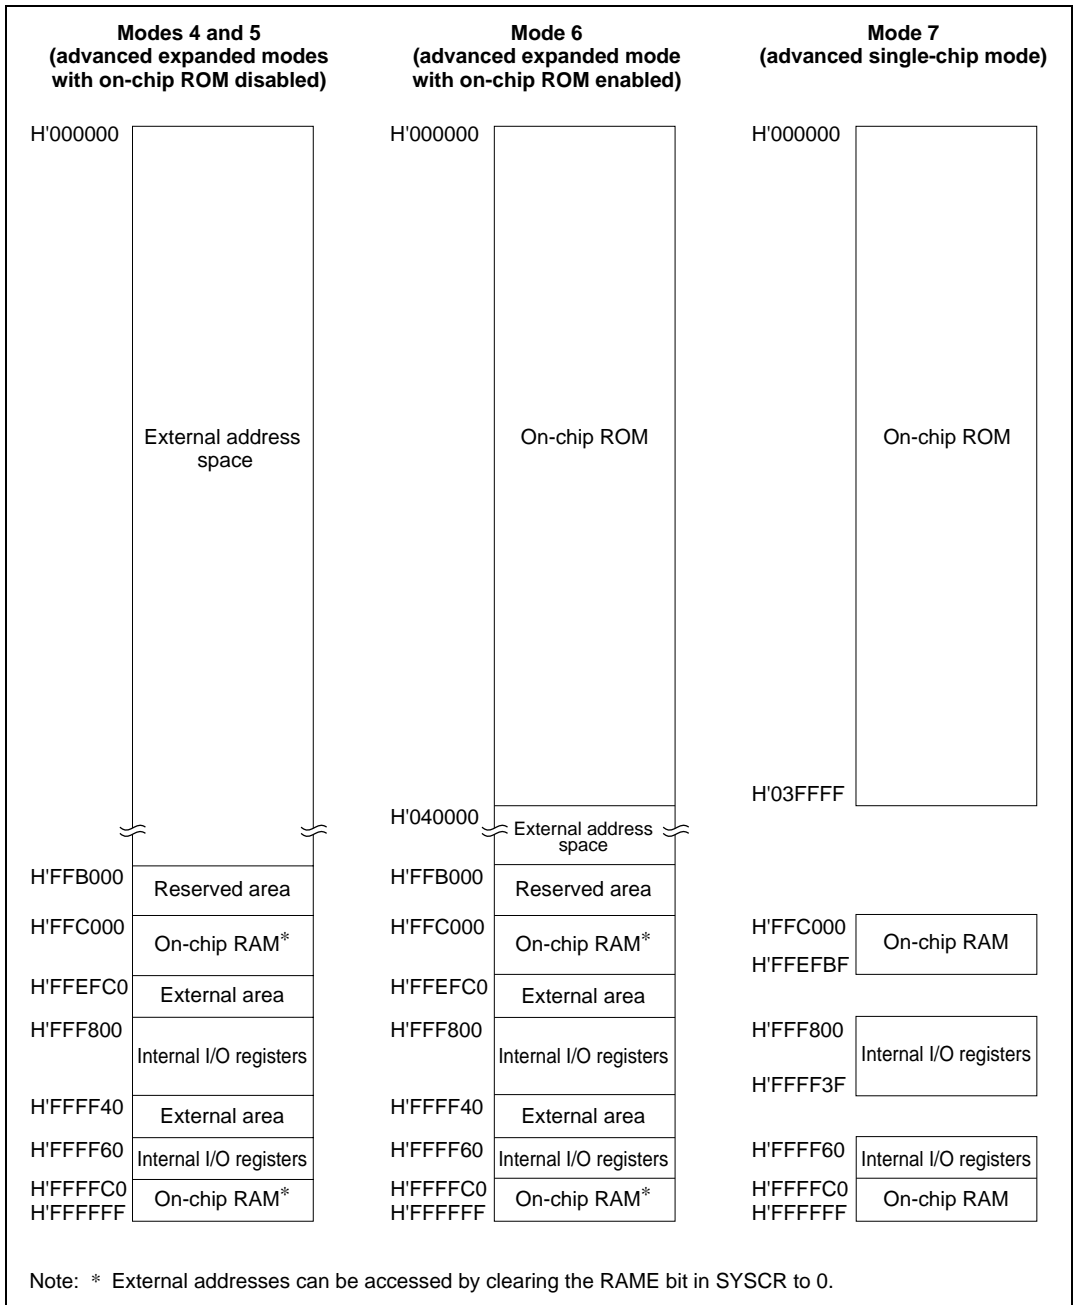 Modes 4 and 5
(advanced expanded modes
with on-chip ROM disabled)
H'000000
External address
space
H'FFB000
Reserved area
H'FFC000
On-chip RAM*
H'FFEFC0
External area
H'FFF800
Internal I/O registers
H'FFFF40
External area
H'FFFF60
Internal I/O registers
H'FFFFC0
On-chip RAM*
H'FFFFFF
Mode 6
(advanced expanded mode
with on-chip ROM enabled)
H'000000
On-chip ROM
H'040000
External address
space
H'FFB000
Reserved area
H'FFC000
On-chip RAM*
H'FFEFC0
External area
H'FFF800
Internal I/O registers
H'FFFF40
External area
H'FFFF60
Internal I/O registers
H'FFFFC0
On-chip RAM*
H'FFFFFF
Mode 7
(advanced single-chip mode)
H'000000
On-chip ROM
H'03FFFF
H'FFC000
On-chip RAM
H'FFEFBF
H'FFF800
Internal I/O registers
H'FFFF3F
H'FFFF60
Internal I/O registers
H'FFFFC0
On-chip RAM
H'FFFFFF
Note: * External addresses can be accessed by clearing the RAME bit in SYSCR to 0.